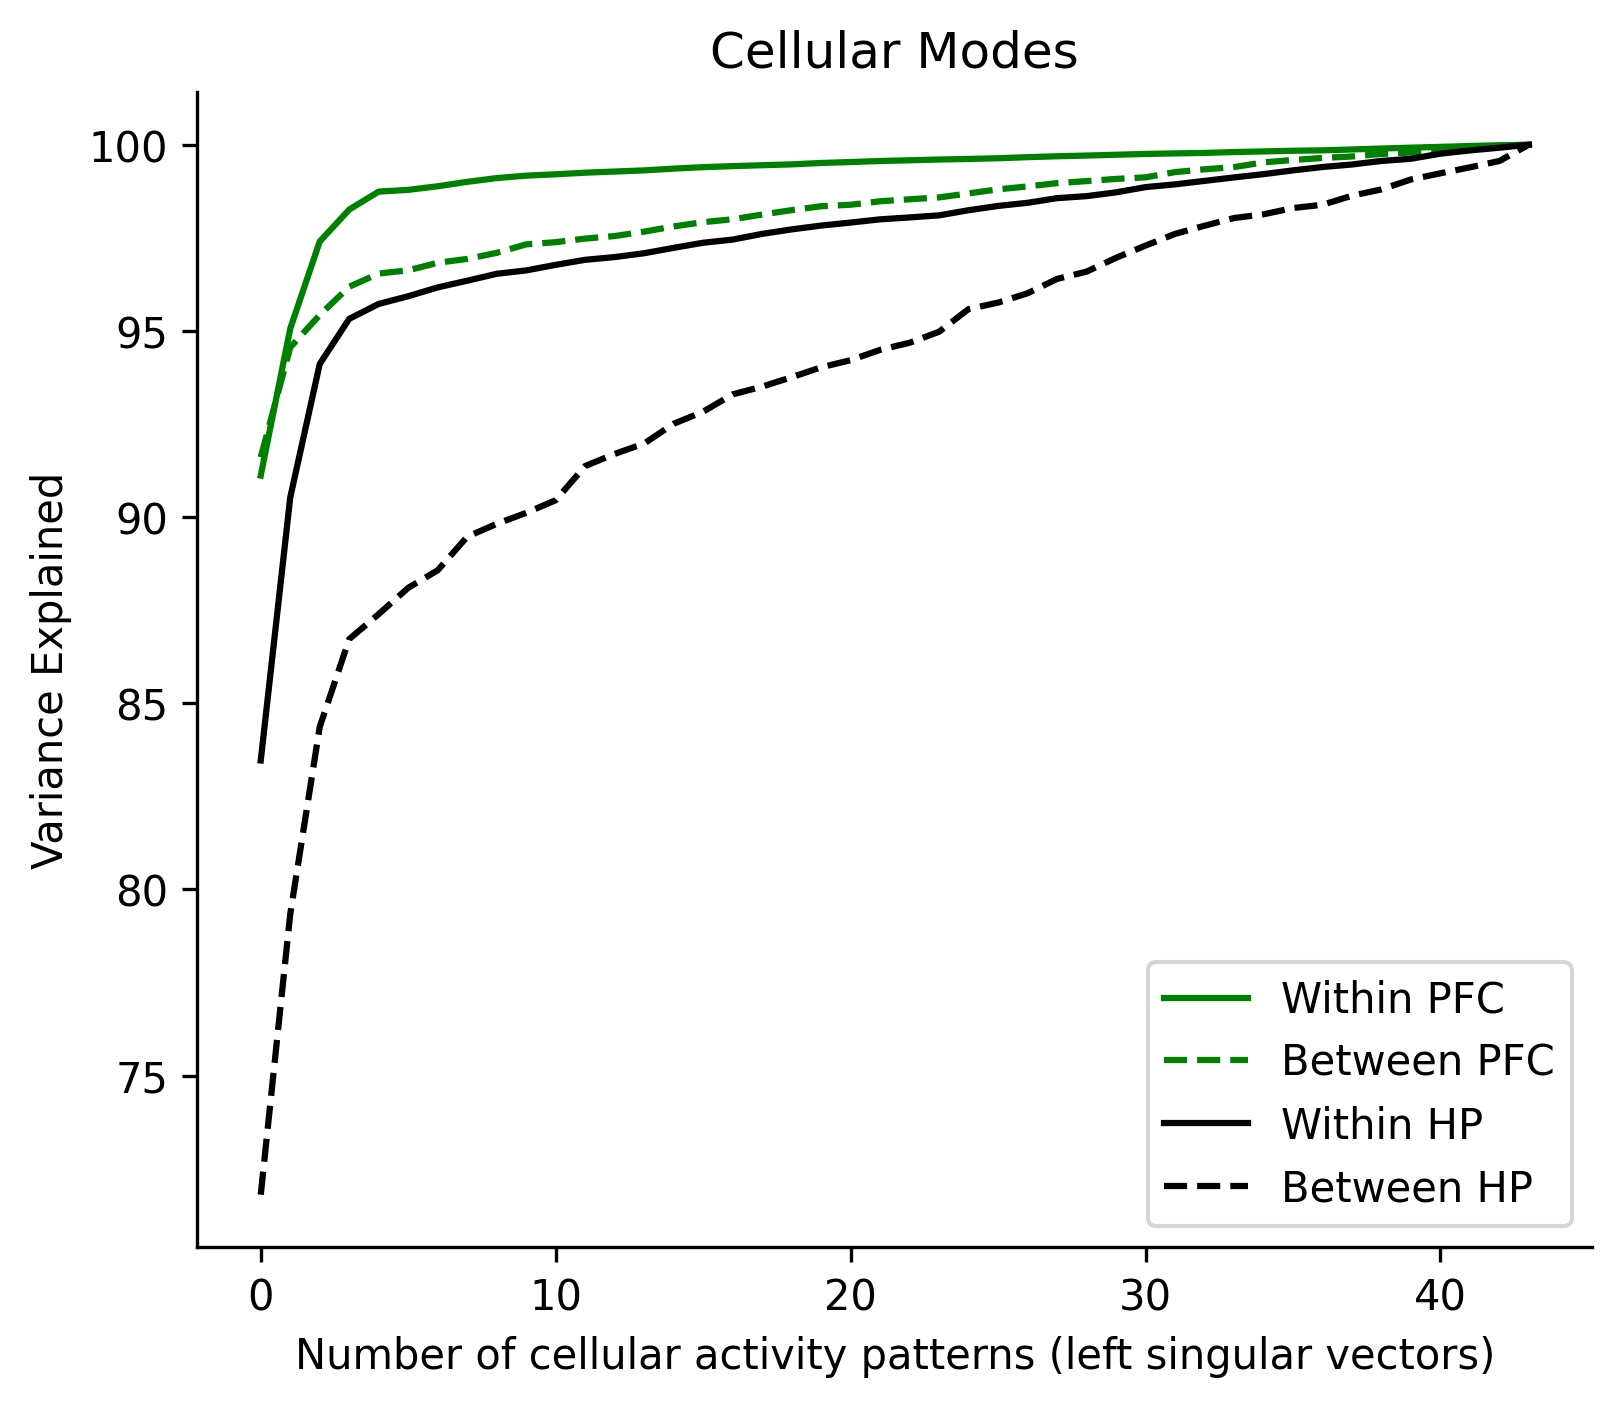 Cellular Modes
Variance Explained
100
95
90
85
80
75
0 10 20 30 40
Number of cellular activity patterns (left singular vectors)
Within PFC
Between PFC
Within HP
Between HP